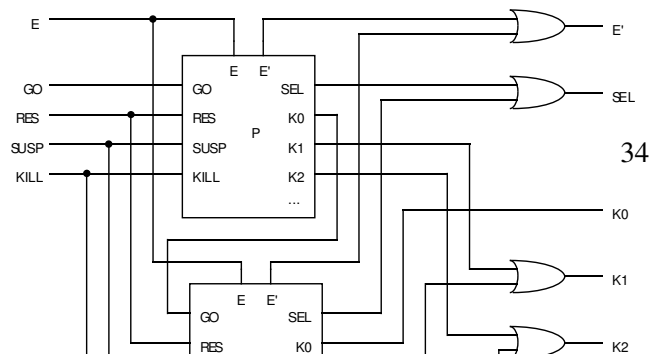 E
E'
E E'
GO GO SEL SEL
RES RES K0
P
SUSP SUSP K1
34
KILL KILL K2
...
K0
K1
E E'
GO SEL
RES K0
K2